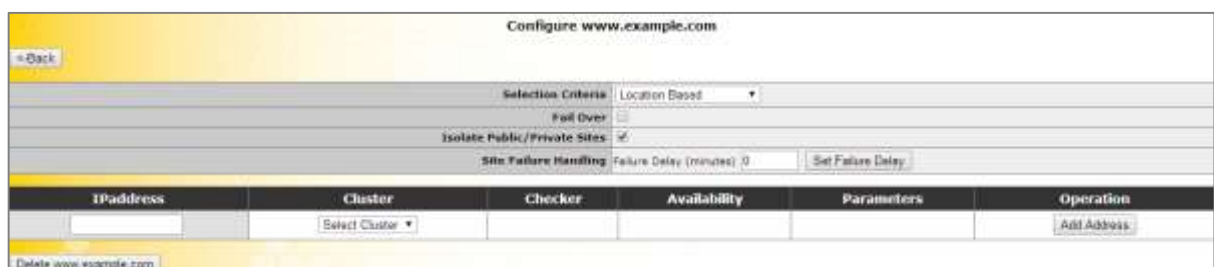 Configure www.example.com
<-Back
Selection Criteria Location Based
Fail Over
Isolate Public/Private Sites
Site Failure Handling Failure Delay (minutes) :0 Set Failure Delay
IPaddress Cluster Checker Availability Parameters Operation
Select Cluster Add Address
Delete www.example.com